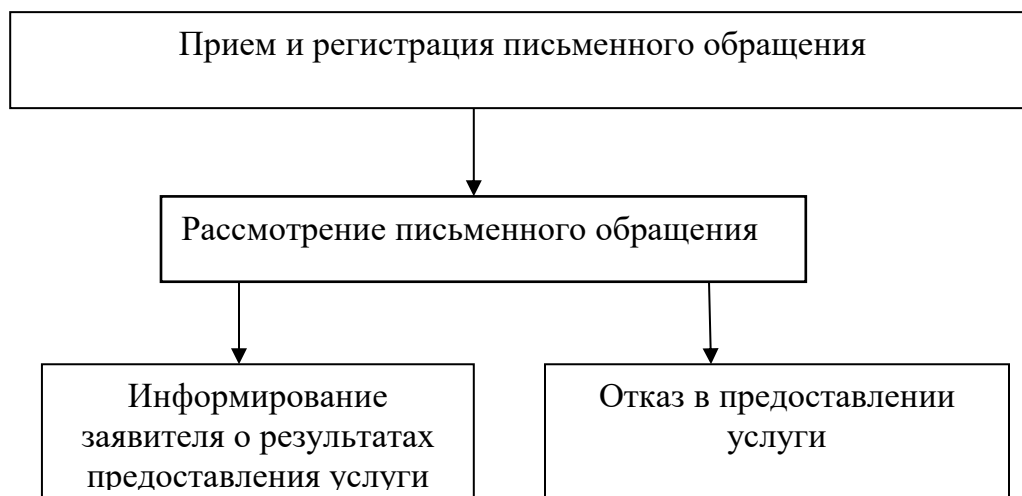 Прием и регистрация письменного обращения
Рассмотрение письменного обращения
Информирование
заявителя о результатах
предоставления услуги
Отказ в предоставлении
услуги